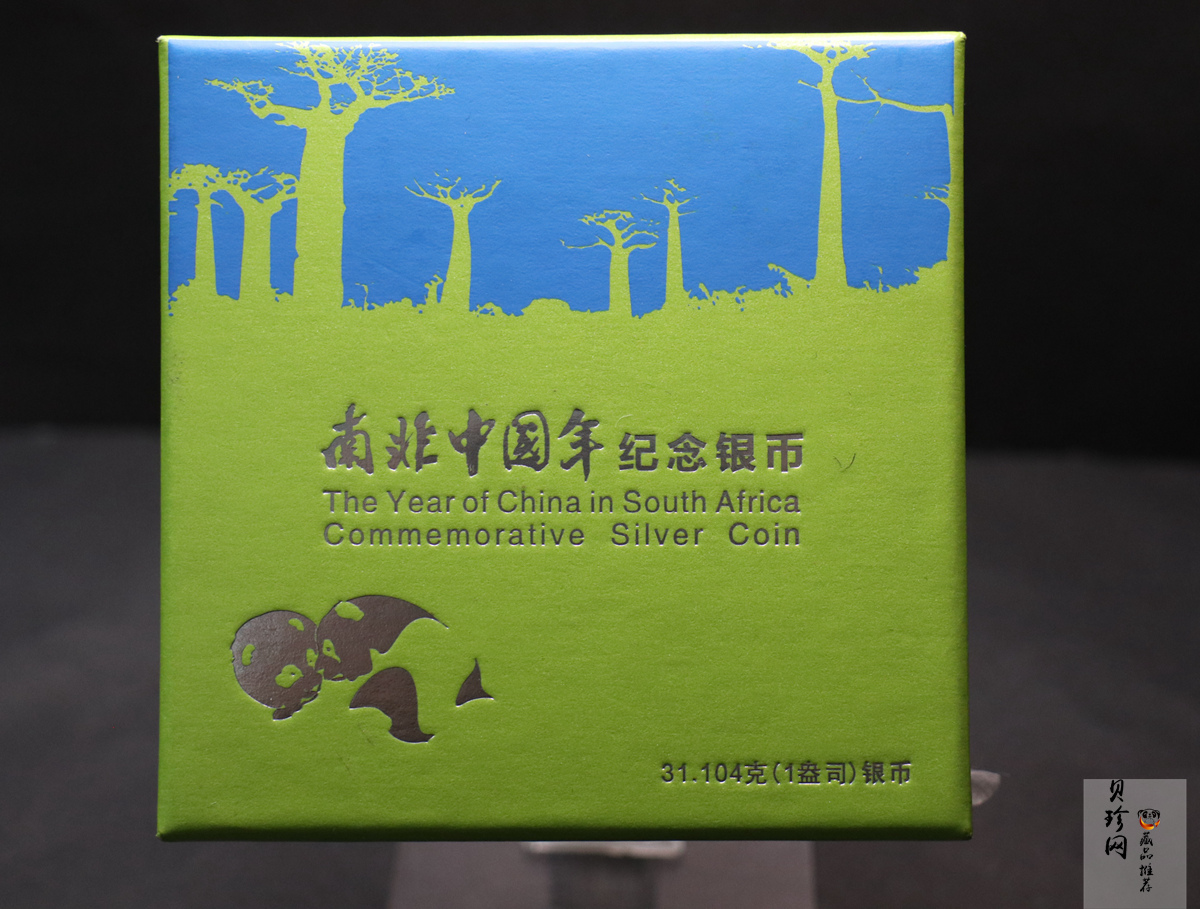 南非中国年纪念银币
The Year of China in South Africa
Commemorative Silver Coin
31.104克(1盎司)银币
贝珍网
藏品推荐